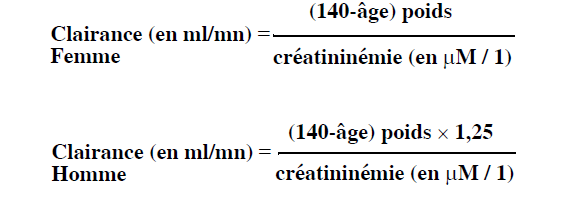 (140-âge) poids
Clairance (en ml/mn) =
Femme
créatininémie (en µM / 1)
(140-âge) poids × 1,25
Clairance (en ml/mn) =
Homme
créatininémie (en µM / 1)